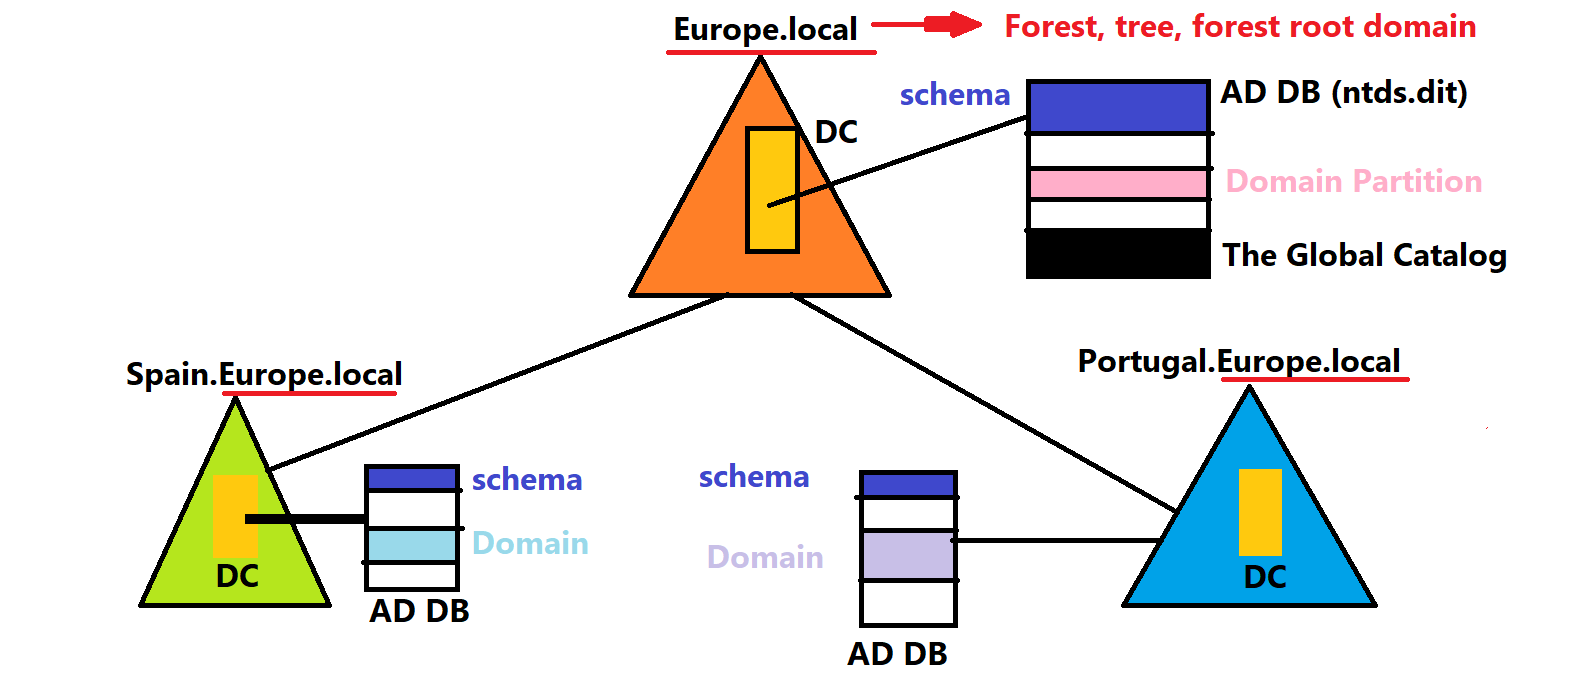 Europe.local
Forest, tree, forest root domain
schema
AD DB (ntds.dit)
DC
Domain Partition
The Global Catalog
Spain.Europe.local
Portugal.Europe.local
schema
Domain
DC
AD DB
schema
Domain
AD DB
DC